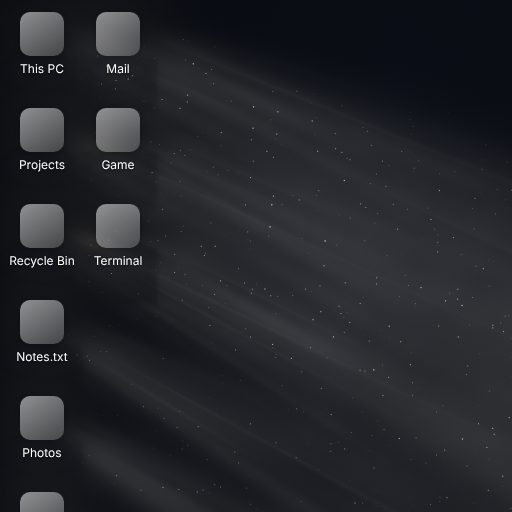 This PC
Mail
Projects
Game
Recycle Bin
Terminal
Notes.txt
Photos